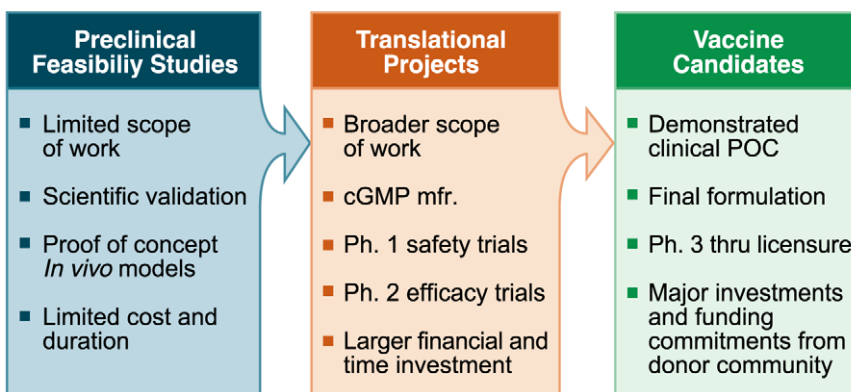 Preclinical
Feasibiliy Studies
Limited scope
of work
Scientific validation
Proof of concept
In vivo models
Limited cost and
duration
Translational
Projects
Broader scope
of work
cGMP mfr.
Ph. 1 safety trials
Ph. 2 efficacy trials
Larger financial and
time investment
Vaccine
Candidates
Demonstrated
clinical POC
Final formulation
Ph. 3 thru licensure
Major investments
and funding
commitments from
donor community